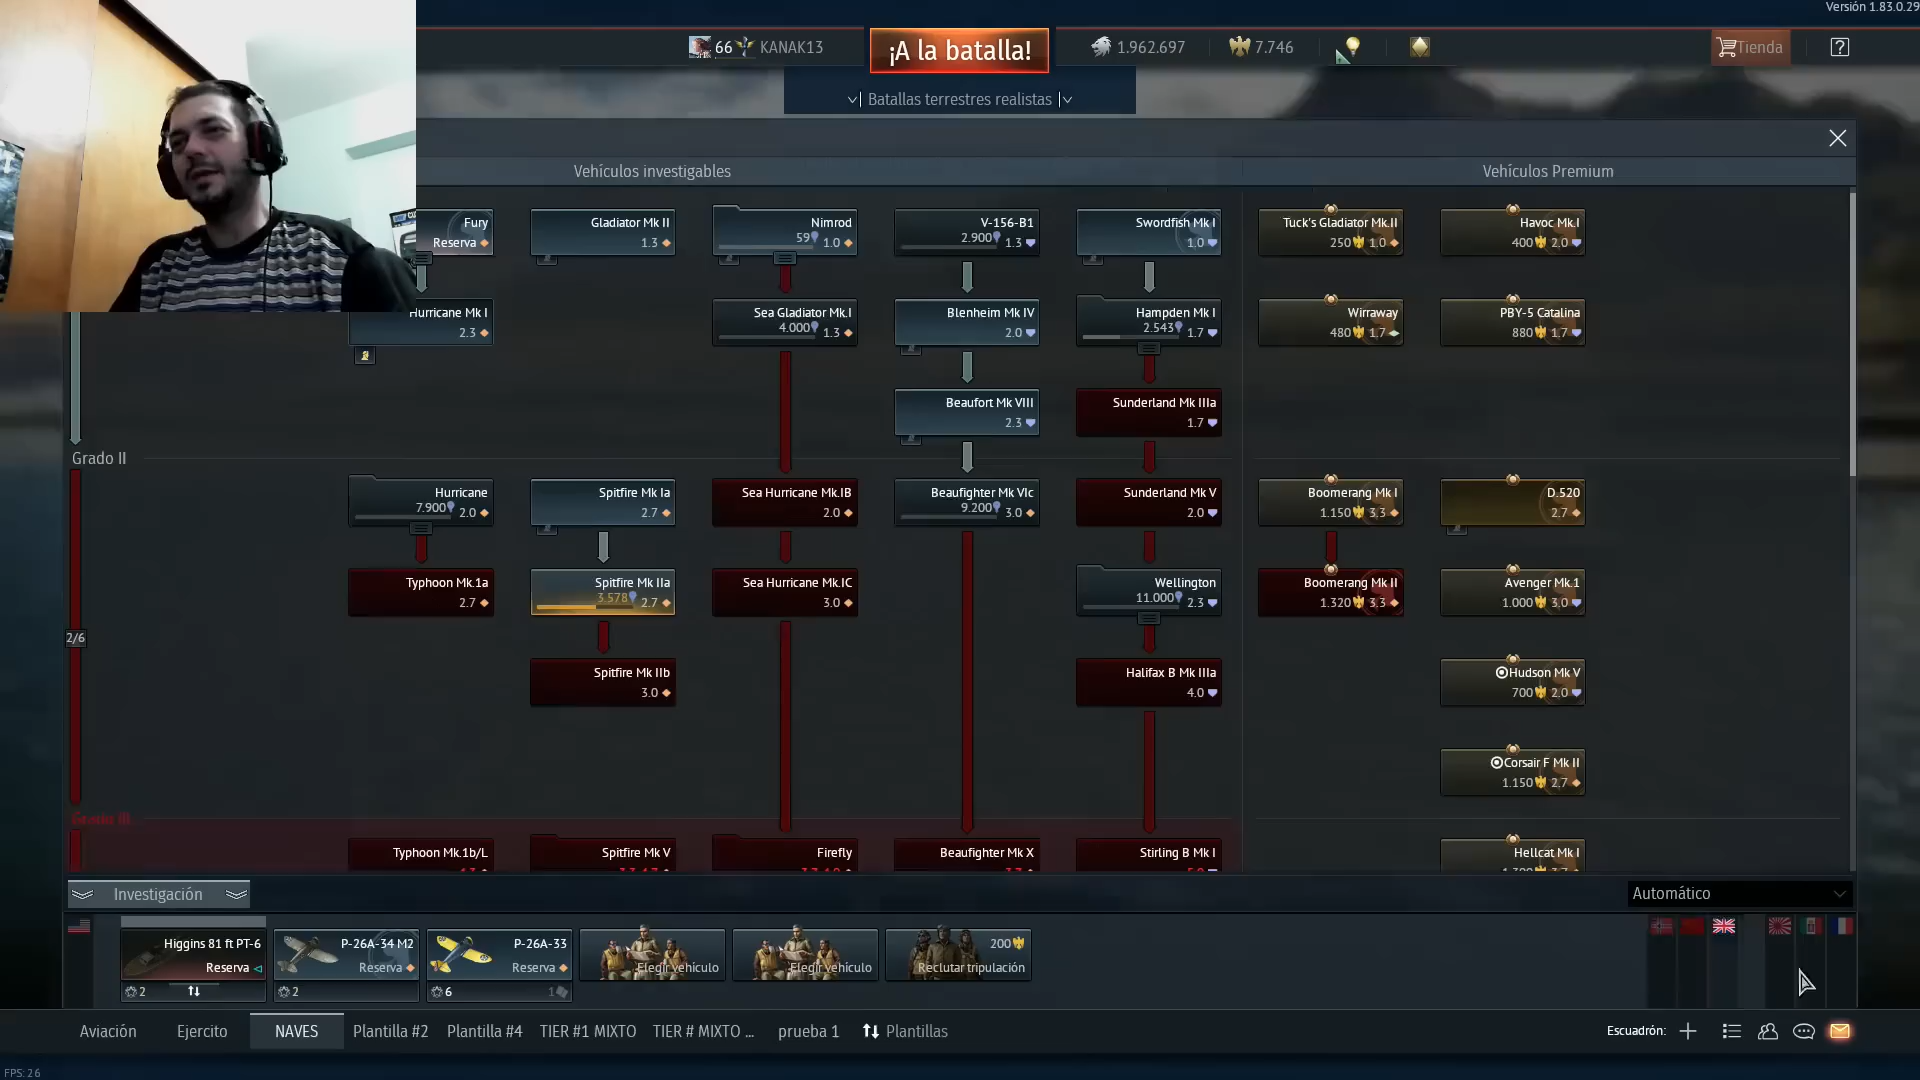 Versión 1.83.0.29
66 KANAK13
¡A la batalla!
1.962.697
7.746
Tienda
?
Batallas terrestres realistas
Vehículos investigables
Vehículos Premium
Fury
Reserva
Gladiator Mk II
1.3
Nimrod
59 1.0
V-156-B1
2.900 1.3
Swordfish Mk I
1.0
Tuck's Gladiator Mk.II
250 1.0
Havoc Mk.I
400 2.0
Hurricane Mk I
2.3
Sea Gladiator Mk.I
4.000 1.3
Blenheim Mk IV
2.0
Hampden Mk I
2.543 1.7
Wirraway
480 1.7
PBY-5 Catalina
880 1.7
Beaufort Mk VIII
2.3
Sunderland Mk IIIa
1.7
Grado II
Hurricane
7.900 2.0
Spitfire Mk Ia
2.7
Sea Hurricane Mk.IB
2.0
Beaufighter Mk VIc
9.200 3.0
Sunderland Mk V
2.0
Boomerang Mk I
1.150 3.3
D.520
2.7
Typhoon Mk.1a
2.7
Spitfire Mk IIa
3.578 2.7
Sea Hurricane Mk.IC
3.0
Wellington
11.000 2.3
Boomerang Mk II
1.320 3.3
Avenger Mk.1
1.000 3.0
2/6
Spitfire Mk IIb
3.0
Halifax B Mk IIIa
4.0
Hudson Mk V
700 2.0
Corsair F Mk II
1.150 2.7
Grado III
Typhoon Mk.1b/L
Spitfire Mk V
Firefly
Beaufighter Mk X
Stirling B Mk I
Hellcat Mk I
Investigación
Automático
Higgins 81 ft PT-6
Reserva
2
P-26A-34 M2
Reserva
2
P-26A-33
Reserva
6 1
Elegir vehículo
Elegir vehículo
200
Reclutar tripulación
Aviación
Ejercito
NAVES
Plantilla #2
Plantilla #4
TIER #1 MIXTO
TIER # MIXTO ...
prueba 1
Plantillas
Escuadrón:
FPS: 26